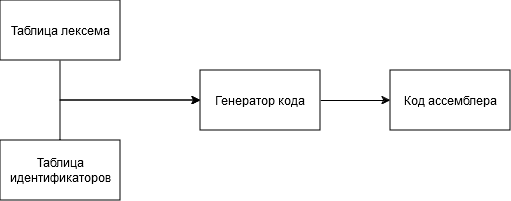 Таблица лексема
Генератор кода
Код ассемблера
Таблица
идентификаторов